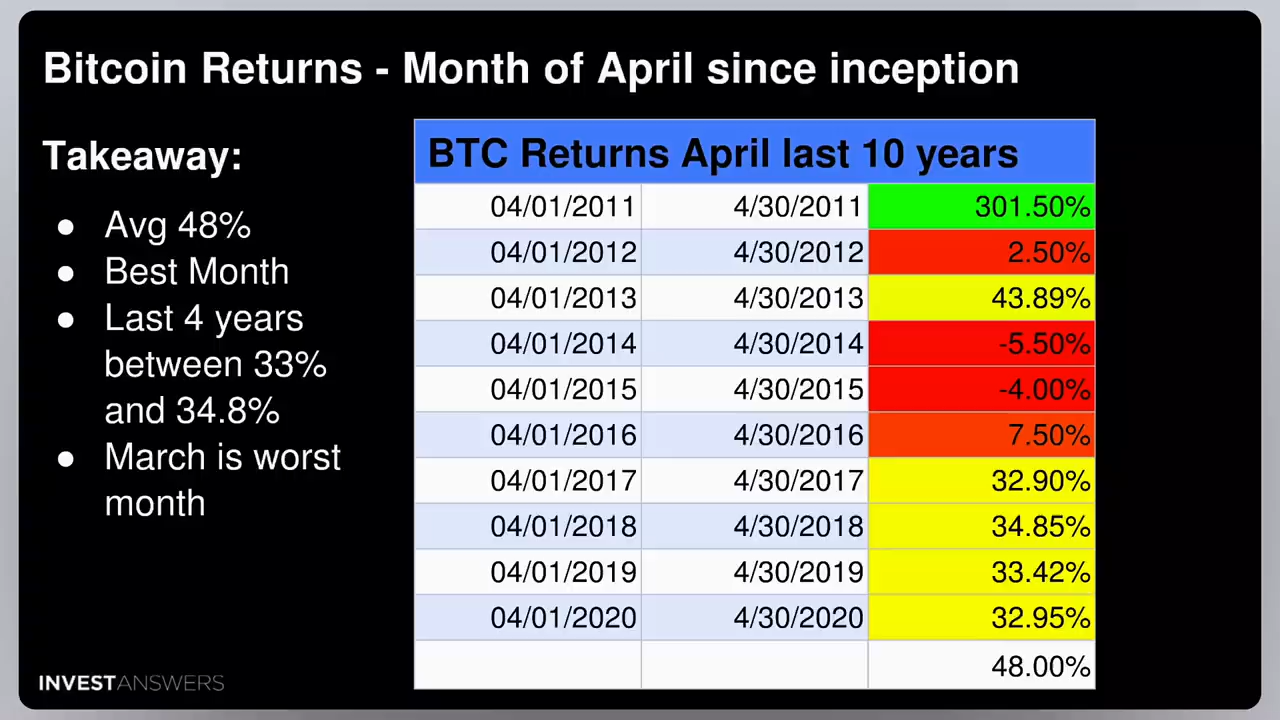 Bitcoin Returns - Month of April since inception
Takeaway:
● Avg 48%
● Best Month
● Last 4 years
between 33%
and 34.8%
● March is worst
month
BTC Returns April last 10 years
04/01/2011 4/30/2011 301.50%
04/01/2012 4/30/2012 2.50%
04/01/2013 4/30/2013 43.89%
04/01/2014 4/30/2014 -5.50%
04/01/2015 4/30/2015 -4.00%
04/01/2016 4/30/2016 7.50%
04/01/2017 4/30/2017 32.90%
04/01/2018 4/30/2018 34.85%
04/01/2019 4/30/2019 33.42%
04/01/2020 4/30/2020 32.95%
48.00%
INVESTANSWERS